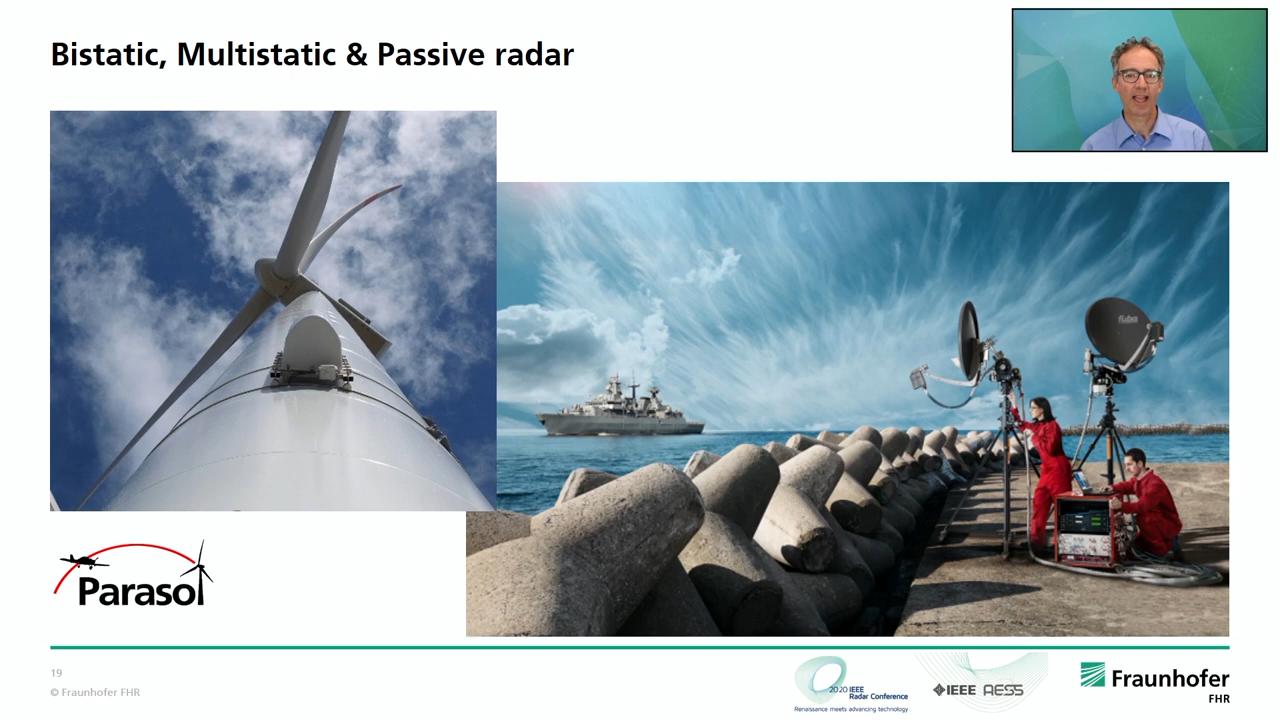 Bistatic, Multistatic & Passive radar
Parasol
19
© Fraunhofer FHR
2020 IEEE
Radar Conference
Renaissance meets advancing technology
IEEE AESS
Fraunhofer
FHR